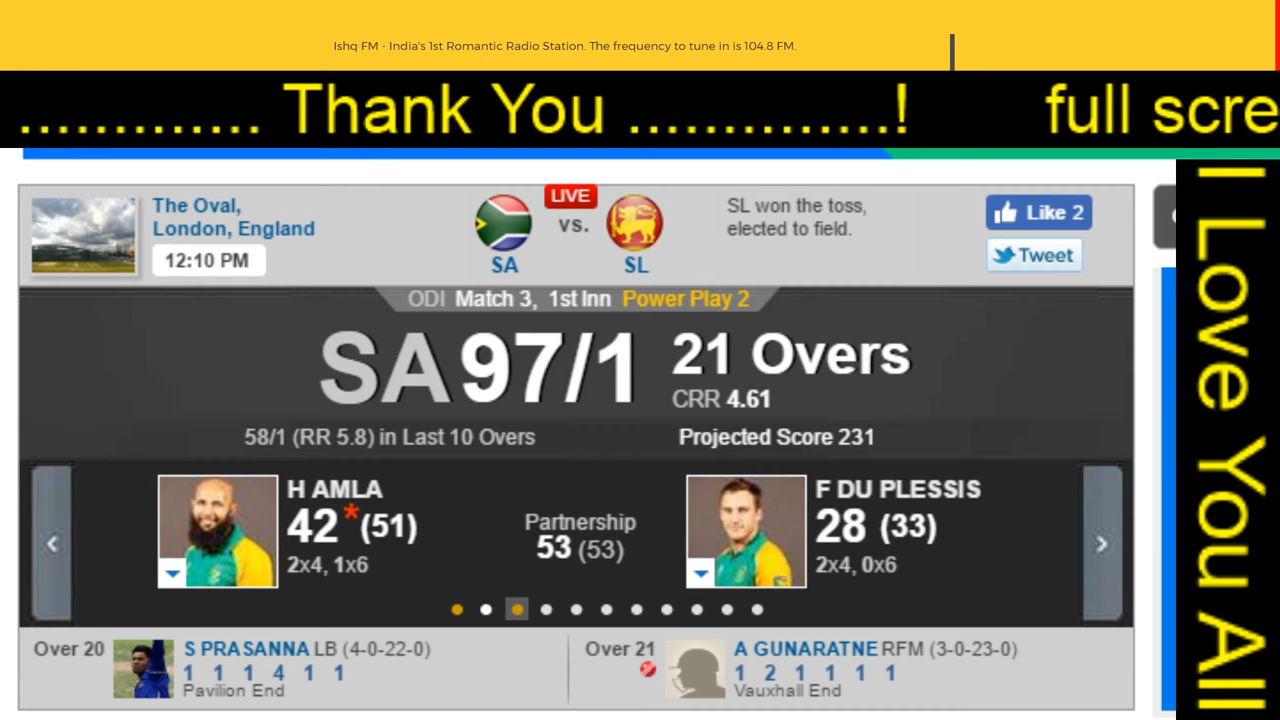 Ishq FM - India's 1st Romantic Radio Station. The frequency to tune in is 104.8 FM.
............. Thank You ..............! full scre
The Oval,
London, England
12:10 PM
LIVE
vs.
SA
SL
SL won the toss,
elected to field.
Like 2
Tweet
ODI Match 3, 1st Inn Power Play 2
SA 97/1
21 Overs
CRR 4.61
58/1 (RR 5.8) in Last 10 Overs
Projected Score 231
H AMLA
42*(51)
2x4, 1x6
Partnership
53 (53)
F DU PLESSIS
28 (33)
2x4, 0x6
Over 20
S PRASANNA LB (4-0-22-0)
1 1 1 4 1 1
Pavilion End
Over 21
A GUNARATNE RFM (3-0-23-0)
1 2 1 1 1 1
Vauxhall End
I Love You All